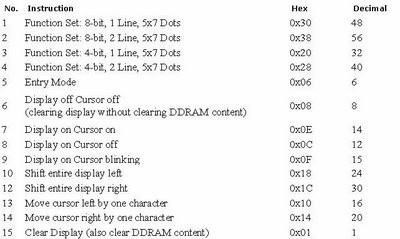 No. Instruction Hex Decimal
1 Function Set: 8-bit, 1 Line, 5x7 Dots 0x30 48
2 Function Set: 8-bit, 2 Line, 5x7 Dots 0x38 56
3 Function Set: 4-bit, 1 Line, 5x7 Dots 0x20 32
4 Function Set: 4-bit, 2 Line, 5x7 Dots 0x28 40
5 Entry Mode 0x06 6
6 Display off Cursor off 0x08 8
(clearing display without clearing DDRAM content)
7 Display on Cursor on 0x0E 14
8 Display on Cursor off 0x0C 12
9 Display on Cursor blinking 0x0F 15
10 Shift entire display left 0x18 24
12 Shift entire display right 0x1C 30
13 Move cursor left by one character 0x10 16
14 Move cursor right by one character 0x14 20
15 Clear Display (also clear DDRAM content) 0x01 1